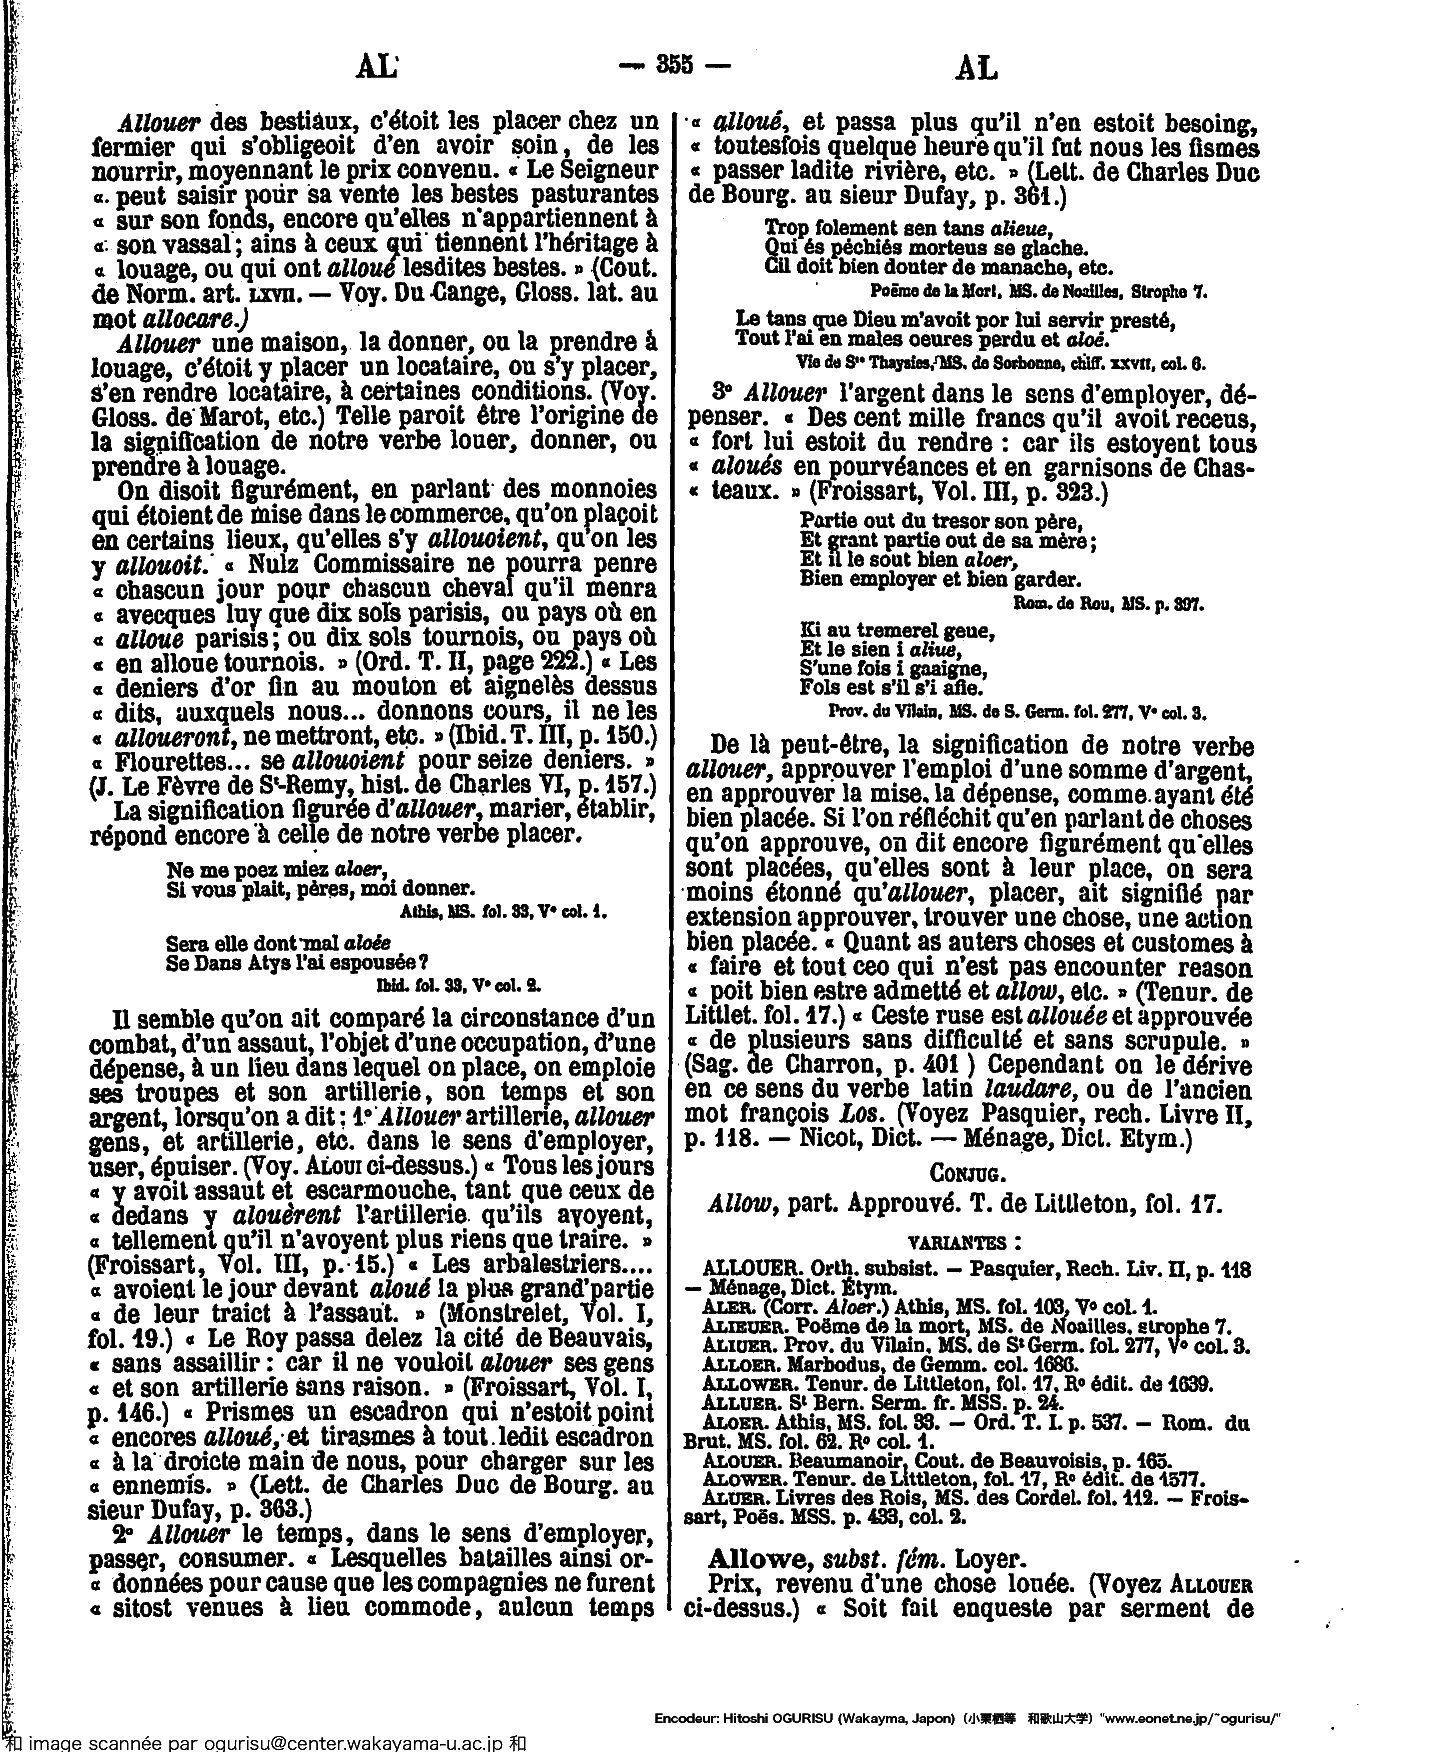 AL
— 355 —
AL
Allouer des bestiaux, c'étoit les placer chez un
fermier qui s'obligeoit d'en avoir soin, de les
nourrir, moyennant le prix convenu. « Le Seigneur
« peut saisir pour sa vente les bestes pasturantes
« sur son fonds, encore qu'elles n'appartiennent à
« son vassal; ains à ceux qui tiennent l'héritage à
« louage, ou qui ont alloué lesdites bestes. » (Cout.
de Norm. art. LXVII. — Voy. Du Cange, Gloss. lat. au
mot allocare.)
Allouer une maison, la donner, ou la prendre à
louage, c'étoit y placer un locataire, ou s'y placer,
s'en rendre locataire, à certaines conditions. (Voy.
Gloss. de Marot, etc.) Telle paroit être l'origine de
la signification de notre verbe louer, donner, ou
prendre à louage.
On disoit figurément, en parlant des monnoies
qui étoient de mise dans le commerce, qu'on plaçoit
en certains lieux, qu'elles s'y allouoient, qu'on les
y allouoit. « Nulz Commissaire ne pourra penre
« chascun jour pour chascun cheval qu'il menra
« avecques luy que dix sols parisis, ou pays où en
« alloue parisis; ou dix sols tournois, ou pays où
« en alloue tournois. » (Ord. T. II, page 222.) « Les
« deniers d'or fin au mouton et aignelès dessus
« dits, auxquels nous... donnons cours, il ne les
« alloueront, ne mettront, etc. » (Ibid. T. III, p. 150.)
« Flourettes... se allouoient pour seize deniers. »
(J. Le Fèvre de St-Remy, hist. de Charles VI, p. 157.)
La signification figurée d'allouer, marier, établir,
répond encore à celle de notre verbe placer.
Ne me poez miez aloer,
Si vous plait, pères, moi donner.
Athis, MS. fol. 33, Vo col. 1.
Sera elle dont mal aloée
Se Dans Atys l'ai espousée?
Ibid. fol. 33, Vo col. 2.
Il semble qu'on ait comparé la circonstance d'un
combat, d'un assaut, l'objet d'une occupation, d'une
dépense, à un lieu dans lequel on place, on emploie
ses troupes et son artillerie, son temps et son
argent, lorsqu'on a dit: 1° Allouer artillerie, allouer
gens, et artillerie, etc. dans le sens d'employer,
user, épuiser. (Voy. ALOUI ci-dessus.) « Tous les jours
« y avoit assaut et escarmouche, tant que ceux de
« dedans y alouèrent l'artillerie qu'ils avoyent,
« tellement qu'il n'avoyent plus riens que traire. »
(Froissart, Vol. III, p. 15.) « Les arbalestriers....
« avoient le jour devant aloué la plus grand'partie
« de leur traict à l'assaut. » (Monstrelet, Vol. I,
fol. 19.) « Le Roy passa delez la cité de Beauvais,
« sans assaillir: car il ne vouloit alouer ses gens
« et son artillerie sans raison. » (Froissart, Vol. I,
p. 146.) « Prismes un escadron qui n'estoit point
« encores alloué, et tirasmes à tout ledit escadron
« à la droicte main de nous, pour charger sur les
« ennemis. » (Lett. de Charles Duc de Bourg. au
sieur Dufay, p. 363.)
2° Allouer le temps, dans le sens d'employer,
passer, consumer. « Lesquelles batailles ainsi or-
« données pour cause que les compagnies ne furent
« sitost venues à lieu commode, aulcun temps
« alloué, et passa plus qu'il n'en estoit besoing,
« toutesfois quelque heure qu'il fut nous les fismes
« passer ladite rivière, etc. » (Lett. de Charles Duc
de Bourg. au sieur Dufay, p. 361.)
Trop folement sen tans alieue,
Qui és péchiés morteus se glache.
Cil doit bien douter de manache, etc.
Poëme de la Mort, MS. de Noailles, Strophe 7.
Le tans que Dieu m'avoit por lui servir presté,
Tout l'ai en males oeures perdu et aloé.
Vie de Ste Thaysies, MS. de Sorbonne, chiff. XXVII, col. 6.
3° Allouer l'argent dans le sens d'employer, dé-
penser. « Des cent mille francs qu'il avoit receus,
« fort lui estoit du rendre: car ils estoyent tous
« aloués en pourvéances et en garnisons de Chas-
« teaux. » (Froissart, Vol. III, p. 323.)
Partie out du tresor son père,
Et grant partie out de sa mère;
Et il le sout bien aloer,
Bien employer et bien garder.
Rom. de Rou, MS. p. 397.
Ki au tremerel geue,
Et le sien i aliue,
S'une fois i gaaigne,
Fols est s'il s'i afie.
Prov. du Vilain, MS. de S. Germ. fol. 277, Vo col. 3.
De là peut-être, la signification de notre verbe
allouer, approuver l'emploi d'une somme d'argent,
en approuver la mise, la dépense, comme ayant été
bien placée. Si l'on réfléchit qu'en parlant de choses
qu'on approuve, on dit encore figurément qu'elles
sont placées, qu'elles sont à leur place, on sera
moins étonné qu'allouer, placer, ait signifié par
extension approuver, trouver une chose, une action
bien placée. « Quant as auters choses et customes à
« faire et tout ceo qui n'est pas encounter reason
« poit bien estre admetté et allow, etc. » (Tenur. de
Littlet. fol. 17.) « Ceste ruse est allouée et approuvée
« de plusieurs sans difficulté et sans scrupule. »
(Sag. de Charron, p. 401 ) Cependant on le dérive
en ce sens du verbe latin laudare, ou de l'ancien
mot françois Los. (Voyez Pasquier, rech. Livre II,
p. 118. — Nicot, Dict. — Ménage, Dict. Etym.)
CONJUG.
Allow, part. Approuvé. T. de Littleton, fol. 17.
VARIANTES :
ALLOUER. Orth. subsist. — Pasquier, Rech. Liv. II, p. 118
— Ménage, Dict. Étym.
ALER. (Corr. Aloer.) Athis, MS. fol. 103, Vo col. 1.
ALIEUER. Poëme de la mort, MS. de Noailles, strophe 7.
ALIUER. Prov. du Vilain, MS. de St Germ. fol. 277, Vo col. 3.
ALLOER. Marbodus, de Gemm. col. 1686.
ALLOWER. Tenur. de Littleton, fol. 17, Ro édit. de 1639.
ALLUER. St Bern. Serm. fr. MSS. p. 24.
ALOER. Athis, MS. fol. 33. — Ord. T. I. p. 537. — Rom. du
Brut. MS. fol. 62. Ro col. 1.
ALOUER. Beaumanoir, Cout. de Beauvoisis, p. 165.
ALOWER. Tenur. de Littleton, fol. 17, Ro édit. de 1577.
ALUER. Livres des Rois, MS. des Cordel. fol. 112. — Frois-
sart, Poës. MSS. p. 433, col. 2.
Allowe, subst. fém. Loyer.
Prix, revenu d'une chose louée. (Voyez ALLOUER
ci-dessus.) « Soit fait enqueste par serment de
Encodeur: Hitoshi OGURISU (Wakayma, Japon) (小栗栖等 和歌山大学) "www.eonet.ne.jp/~ogurisu/"
和 image scannée par ogurisu@center.wakayama-u.ac.jp 和